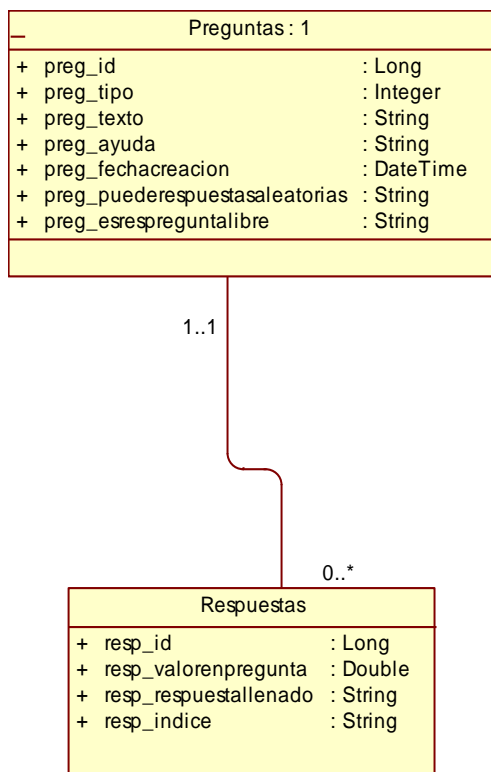 Preguntas : 1
+ preg_id : Long
+ preg_tipo : Integer
+ preg_texto : String
+ preg_ayuda : String
+ preg_fechacreacion : DateTime
+ preg_puederespuestasaleatorias : String
+ preg_esrespreguntalibre : String
1..1
0..*
Respuestas
+ resp_id : Long
+ resp_valorenpregunta : Double
+ resp_respuestallenado : String
+ resp_indice : String